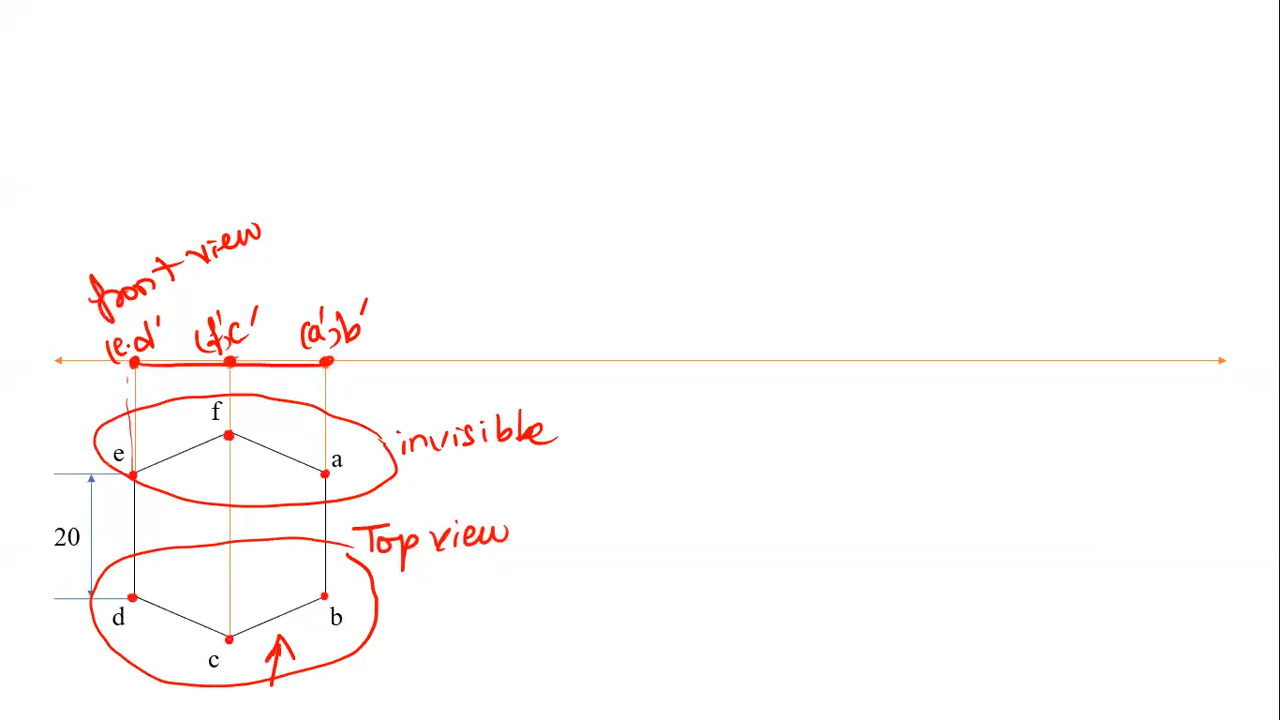 front view
(e' d'
(f') c'
(a') b'
f
e
a
invisible
20
Top view
d
b
c